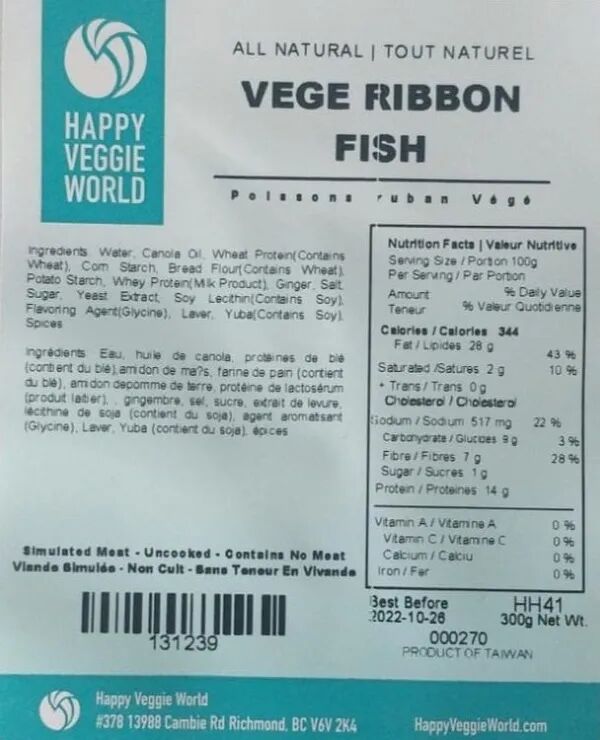 HAPPY
VEGGIE
WORLD
ALL NATURAL | TOUT NATUREL
VEGE RIBBON
FISH
Poissons ruban Végé
Ingredients Water, Canola Oil, Wheat Protein(Contains
Wheat), Corn Starch, Bread Flour(Contains Wheat),
Potato Starch, Whey Protein(Milk Product), Ginger, Salt,
Sugar, Yeast Extract, Soy Lecithin(Contains Soy),
Flavoring Agent(Glycine), Laver, Yuba(Contains Soy),
Spices
Ingrédients Eau, huile de canola, protéines de blé
(contient du blé),amidon de ma?s, farine de pain (contient
du blé), amidon depomme de terre, protéine de lactosérum
(produit laitier), , gingembre, sel, sucre, extrait de levure,
lécithine de soja (contient du soja), agent aromatisant
(Glycine), Laver, Yuba (contient du soja), épices
Simulated Meat - Uncooked - Contains No Meat
Viande Simulée - Non Cuit - Sans Teneur En Vivande
131239
Nutrition Facts | Valeur Nutritive
Serving Size / Portion 100g
Per Serving / Par Portion
Amount % Daily Value
Teneur % Valeur Quotidienne
Calories / Calories 344
Fat / Lipides 28 g 43 %
Saturated /Satures 2 g 10 %
+ Trans / Trans 0 g
Cholesterol / Cholesterol
Sodium / Sodium 517 mg 22 %
Carbohydrate / Glucides 9 g 3 %
Fibre / Fibres 7 g 28 %
Sugar / Sucres 1 g
Protein / Proteines 14 g
Vitamin A / Vitamine A 0 %
Vitamin C / Vitamine C 0 %
Calcium / Calciu 0 %
Iron / Fer 0 %
Best Before HH41
2022-10-26 300g Net Wt.
000270
PRODUCT OF TAIWAN
Happy Veggie World
#378 13988 Cambie Rd Richmond, BC V6V 2K4 HappyVeggieWorld.com